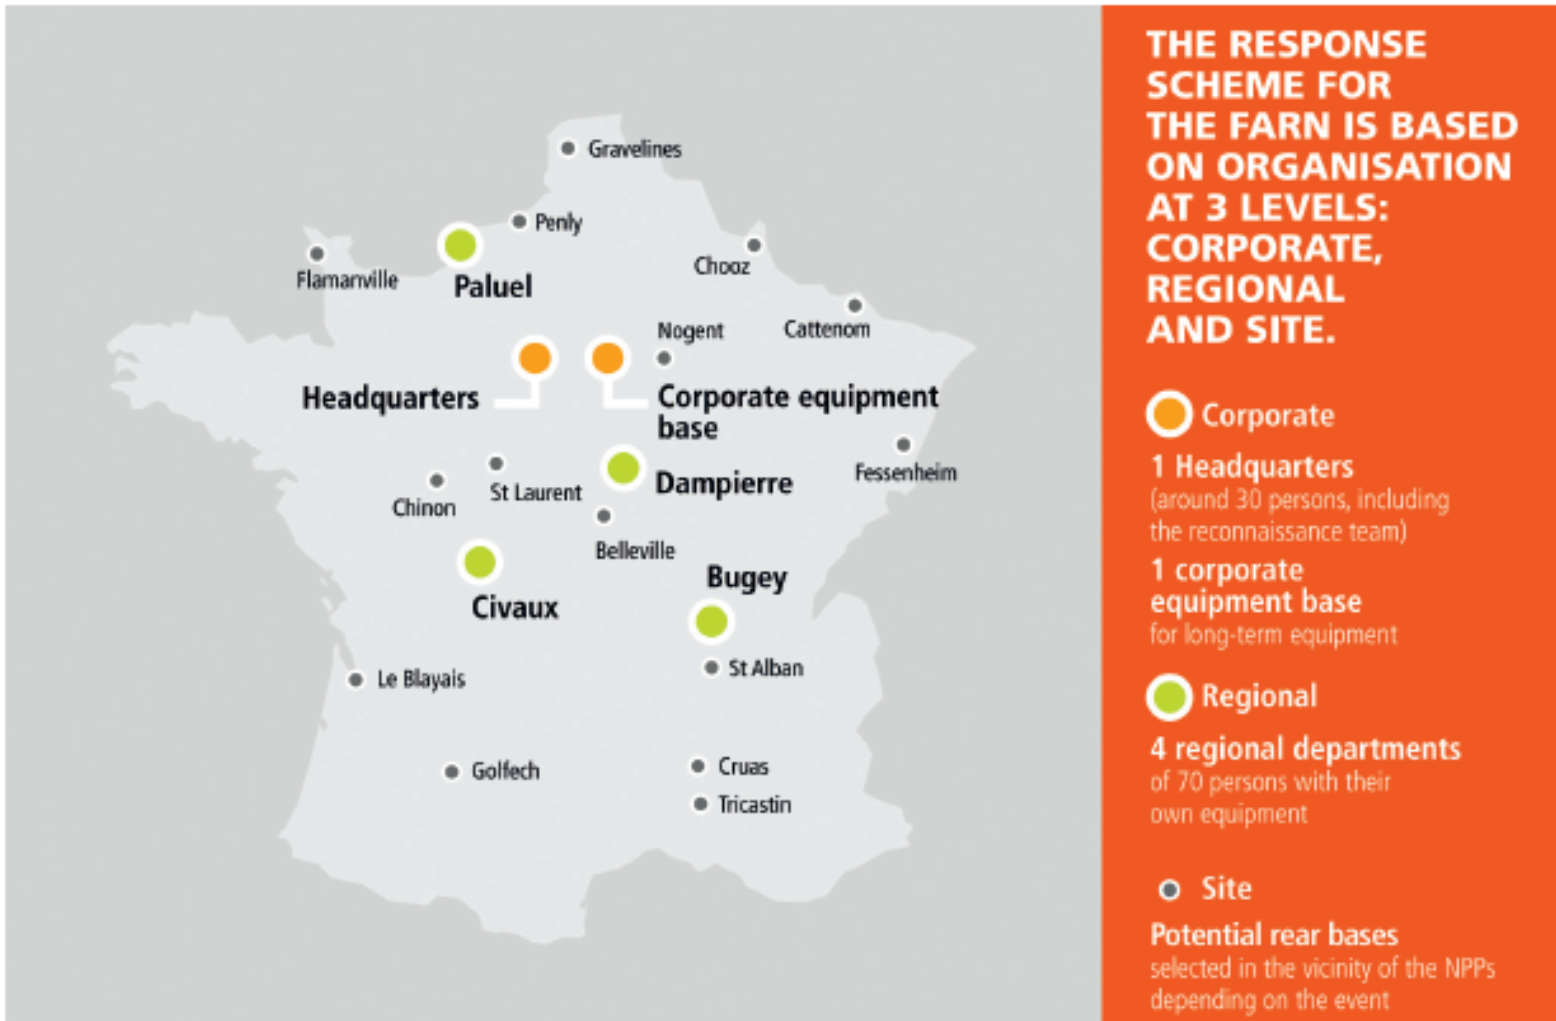 Gravelines
Penly
Flamanville
Paluel
Chooz
Cattenom
Nogent
Headquarters
Corporate equipment
base
Fessenheim
Dampierre
St Laurent
Chinon
Belleville
Civaux
Bugey
St Alban
Le Blayais
Golfech
Cruas
Tricastin
THE RESPONSE
SCHEME FOR
THE FARN IS BASED
ON ORGANISATION
AT 3 LEVELS:
CORPORATE,
REGIONAL
AND SITE.
Corporate
1 Headquarters
(around 30 persons, including
the reconnaissance team)
1 corporate
equipment base
for long-term equipment
Regional
4 regional departments
of 70 persons with their
own equipment
Site
Potential rear bases
selected in the vicinity of the NPPs
depending on the event